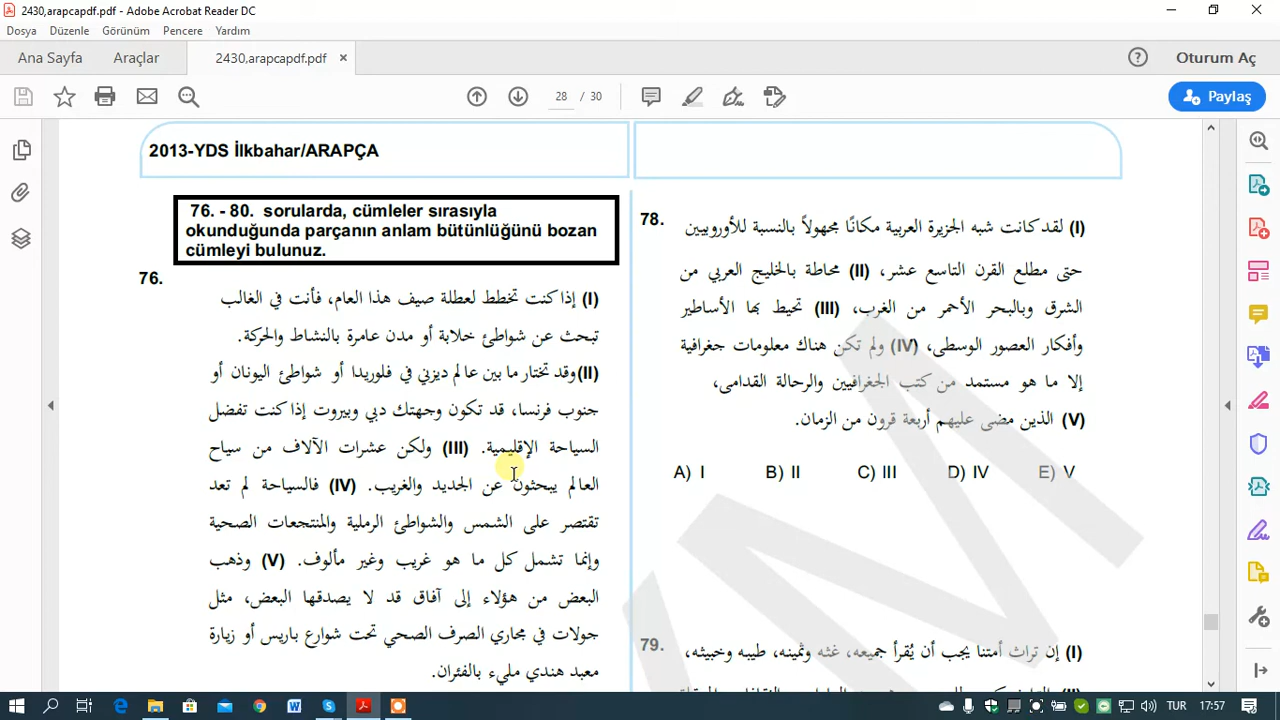 2430,arapcapdf.pdf - Adobe Acrobat Reader DC
Dosya Düzenle Görünüm Pencere Yardım
Ana Sayfa Araçlar 2430,arapcapdf.pdf × ? Oturum Aç
28 / 30 Paylaş
2013-YDS İlkbahar/ARAPÇA
76. - 80. sorularda, cümleler sırasıyla
okunduğunda parçanın anlam bütünlüğünü bozan
cümleyi bulunuz.
76.
(I) إذا كنت تخطط لعطلة صيف هذا العام، فأنت في الغالب
تبحث عن شواطئ خلابة أو مدن عامرة بالنشاط والحركة.
(II) وقد تختار ما بين عالم ديزني في فلوريدا أو شواطئ اليونان أو
جنوب فرنسا، قد تكون وجهتك دبي وبيروت إذا كنت تفضل
السياحة الإقليمية. (III) ولكن عشرات الآلاف من سياح
العالم يبحثون عن الجديد والغريب. (IV) فالسياحة لم تعد
تقتصر على الشمس والشواطئ الرملية والمنتجعات الصحية
وإنما تشمل كل ما هو غريب وغير مألوف. (V) وذهب
البعض من هؤلاء إلى آفاق قد لا يصدقها البعض، مثل
جولات في مجاري الصرف الصحي تحت شوارع باريس أو زيارة
معبد هندي مليء بالفئران.
78.
(I) لقد كانت شبه الجزيرة العربية مكانًا مجهولاً بالنسبة للأوروبيين
حتى مطلع القرن التاسع عشر، (II) محاطة بالخليج العربي من
الشرق وبالبحر الأحمر من الغرب، (III) تحيط بها الأساطير
وأفكار العصور الوسطى، (IV) ولم تكن هناك معلومات جغرافية
إلا ما هو مستمد من كتب الجغرافيين والرحالة القدامى،
(V) الذين مضى عليهم أربعة قرون من الزمان.
A) I B) II C) III D) IV E) V
79.
(I) إن تراث أمتنا يجب أن يُقرأ جميعه، غثه وثمينه، طيبه وخبيثه،
TUR 17:57